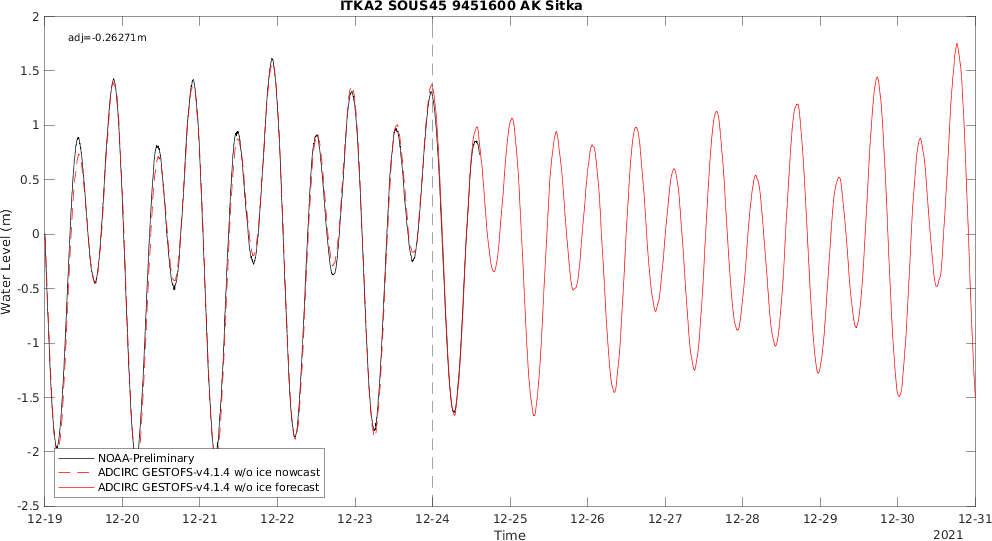 ITKA2 SOUS45 9451600 AK Sitka
adj=-0.26271m
2
1.5
1
0.5
0
-0.5
-1
-1.5
-2
-2.5
Water Level (m)
NOAA-Preliminary
ADCIRC GESTOFS-v4.1.4 w/o ice nowcast
ADCIRC GESTOFS-v4.1.4 w/o ice forecast
12-19 12-20 12-21 12-22 12-23 12-24 12-25 12-26 12-27 12-28 12-29 12-30 12-31
Time
2021